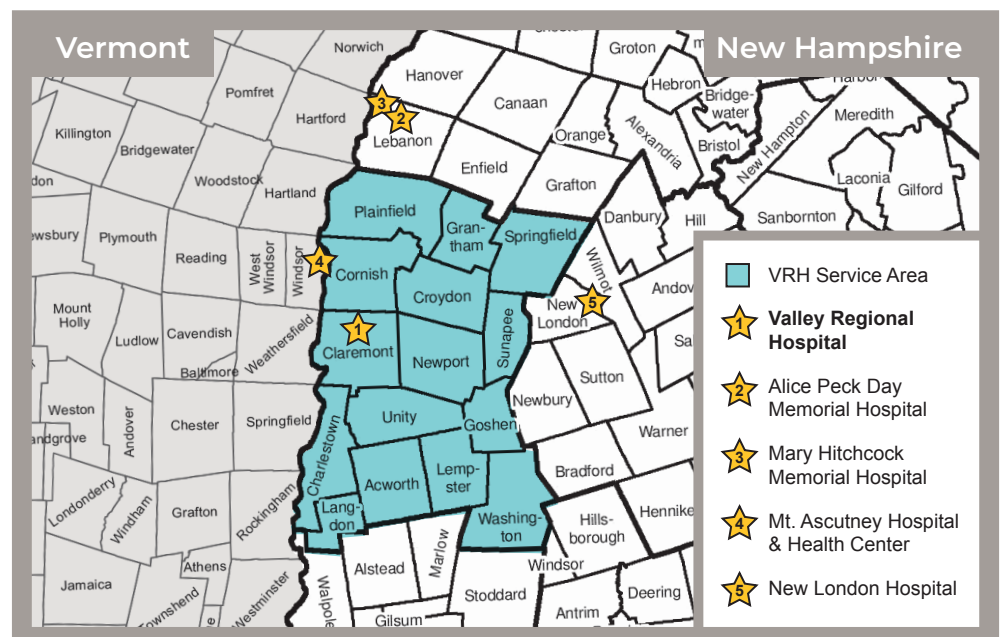 Vermont
New Hampshire
Norwich
Hanover
Groton
Hebron
Bridge-
water
Pomfret
Hartford
Canaan
3
2
Lebanon
Orange
Alexandria
Bristol
New Hampton
Meredith
Killington
Bridgewater
Enfield
Grafton
Laconia
Gilford
Woodstock
Hartland
Danbury
Hill
Sanbornton
Plymouth
Reading
West
Windsor
Windsor
4
Plainfield
Gran-
tham
Springfield
Wilmot
Cornish
Croydon
New
London
5
Mount
Holly
Ludlow
Cavendish
Baltimore
Weathersfield
1
Claremont
Newport
Sunapee
Sutton
Newbury
Warner
Weston
Andover
Chester
Springfield
Charlestown
Unity
Goshen
Bradford
Londonderry
Windham
Grafton
Rockingham
Acworth
Lemp-
ster
Lang-
don
Washing-
ton
Hills-
borough
Windsor
Jamaica
Athens
Westminster
Alstead
Marlow
Stoddard
Gilsum
Antrim
Deering
VRH Service Area
1
Valley Regional
Hospital
2
Alice Peck Day
Memorial Hospital
3
Mary Hitchcock
Memorial Hospital
4
Mt. Ascutney Hospital
& Health Center
5
New London Hospital